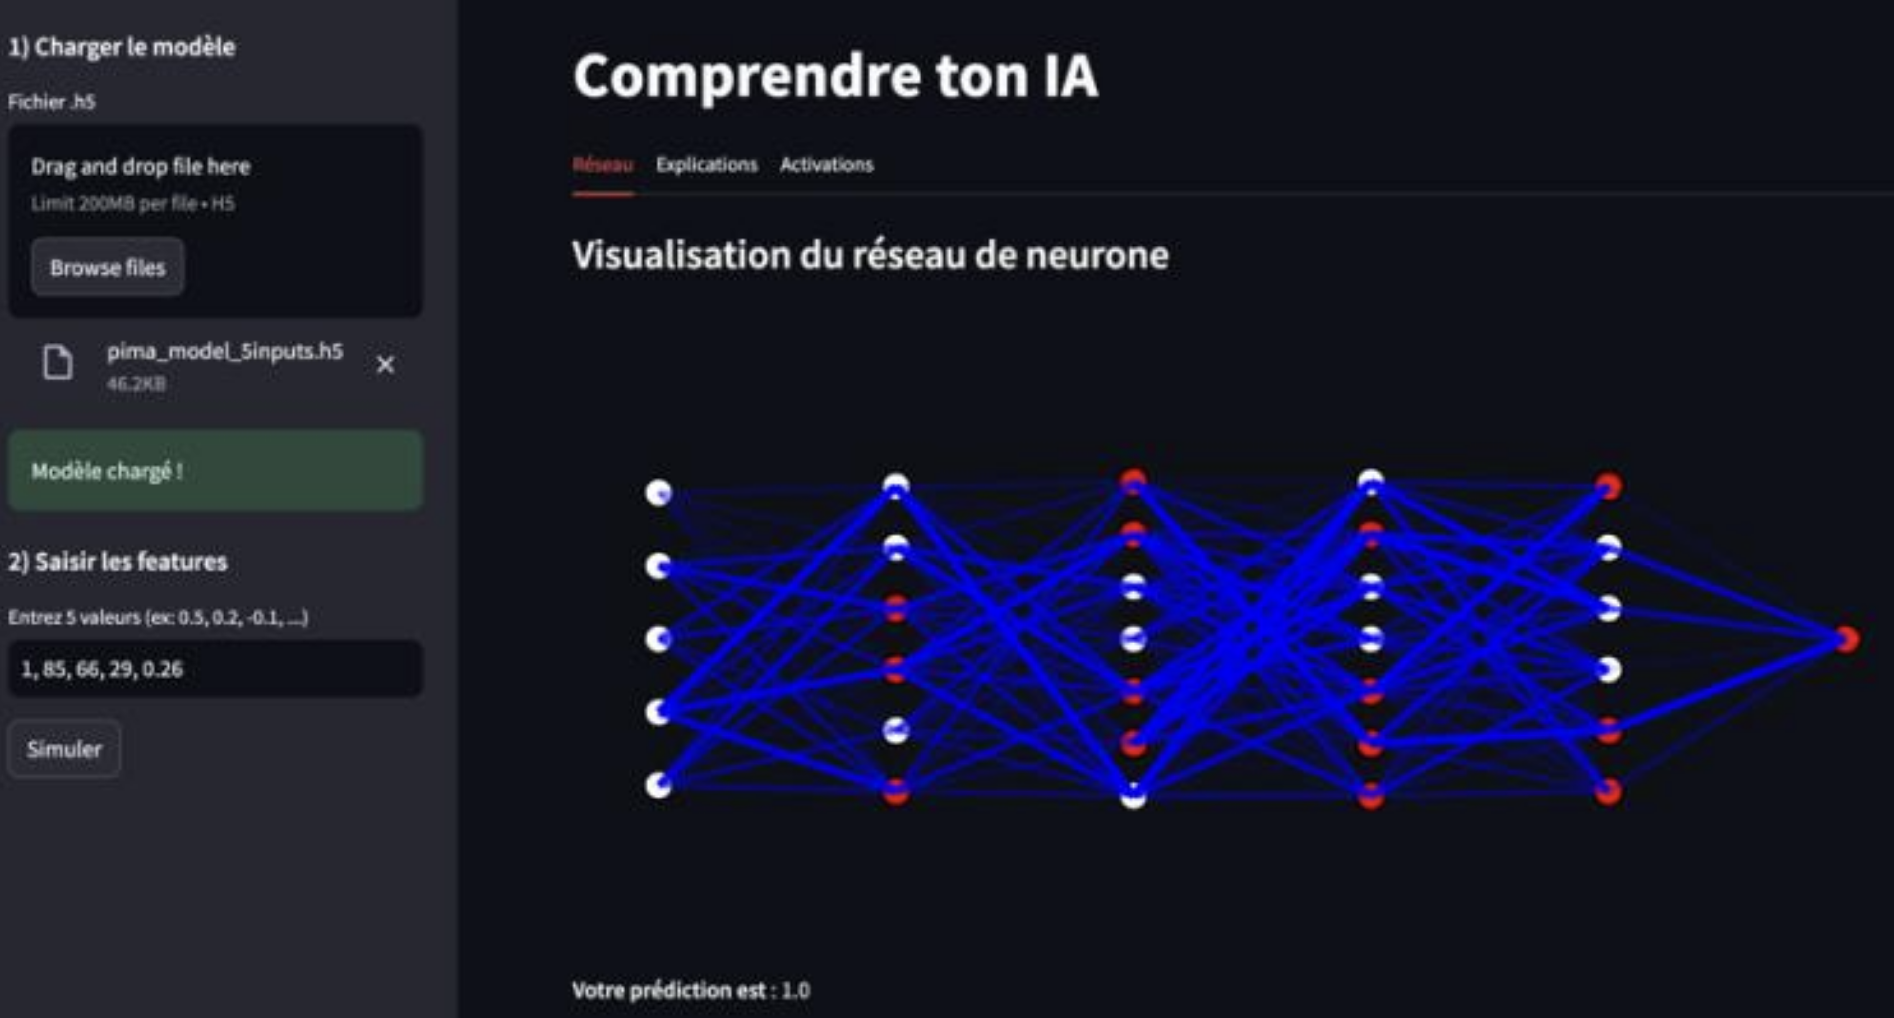 1) Charger le modèle
Fichier .h5
Drag and drop file here
Limit 200MB per file • H5
Browse files
pima_model_5inputs.h5
46.2KB
Modèle chargé !
2) Saisir les features
Entrez 5 valeurs (ex: 0.5, 0.2, -0.1, ...)
1, 85, 66, 29, 0.26
Simuler
Comprendre ton IA
Réseau Explications Activations
Visualisation du réseau de neurone
Votre prédiction est : 1.0